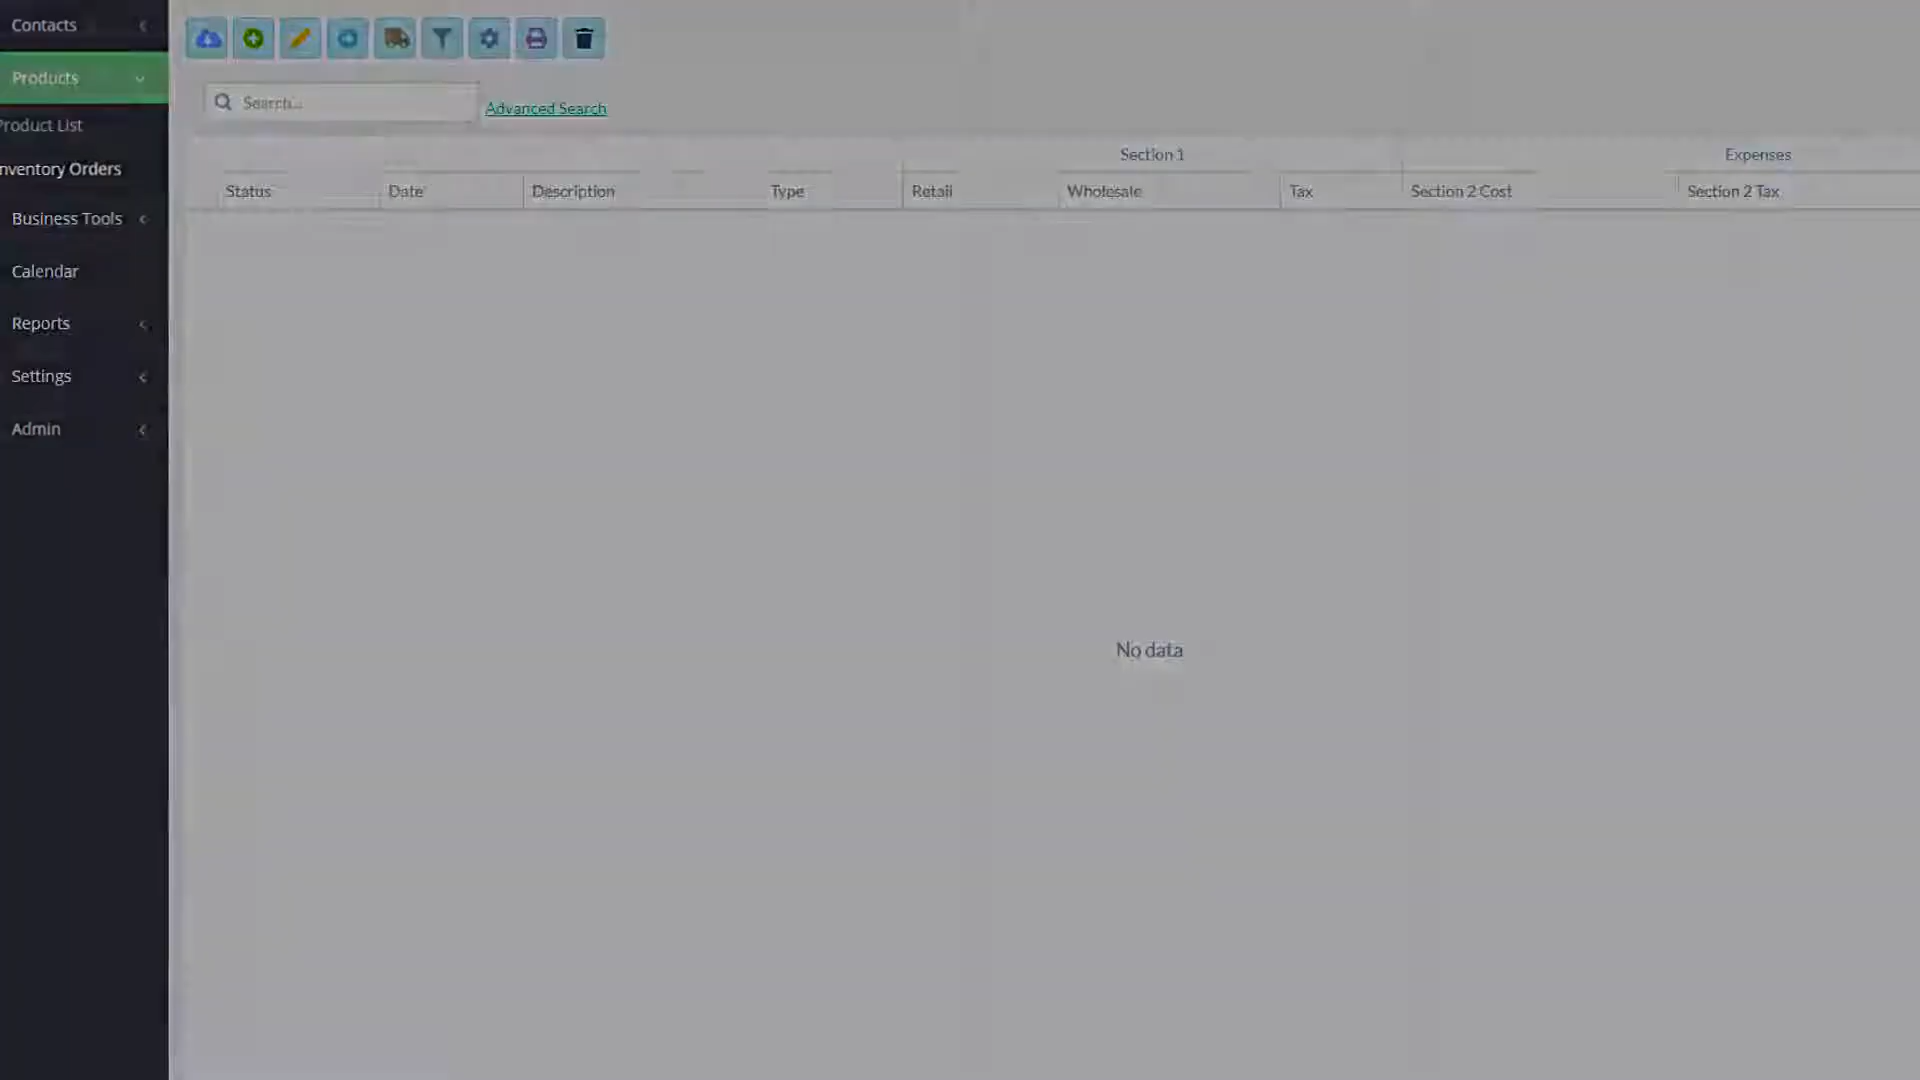 Contacts
Products
Product List
nventory Orders
Business Tools
Calendar
Reports
Settings
Admin
Search...
Advanced Search
Section 1
Expenses
Status
Date
Description
Type
Retail
Wholesale
Tax
Section 2 Cost
Section 2 Tax
No data